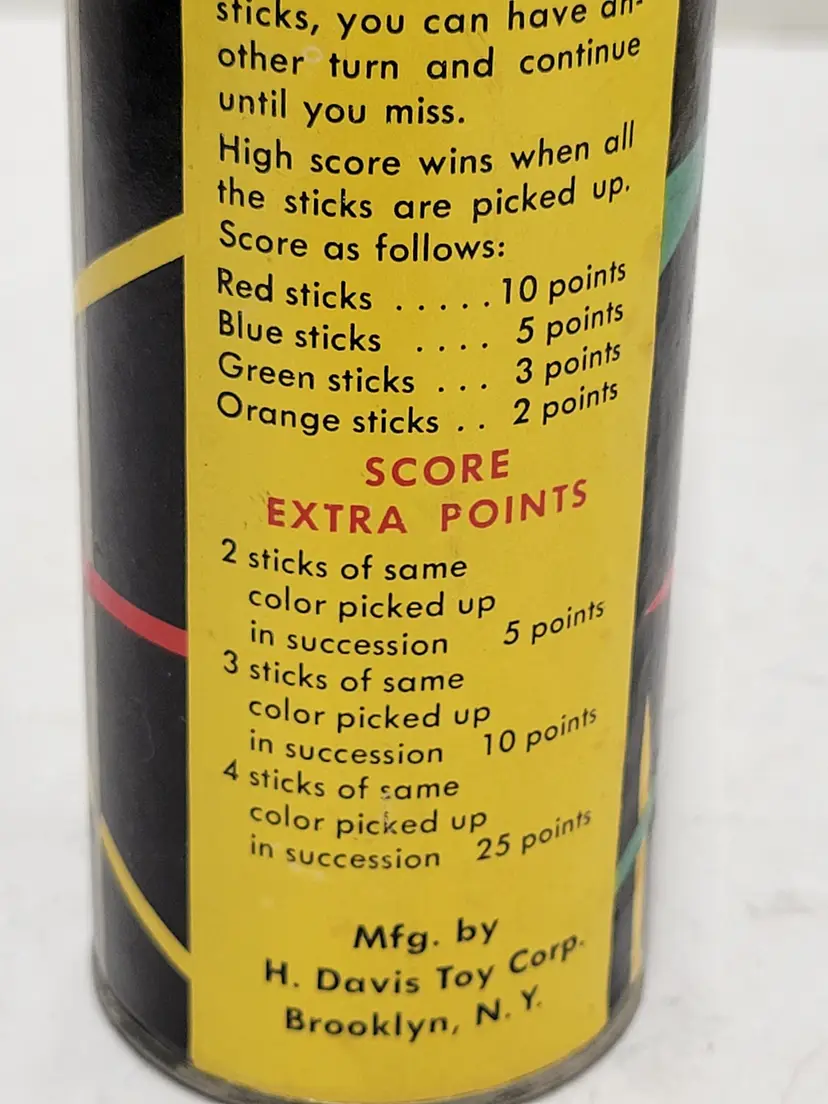 sticks, you can have an-
other turn and continue
until you miss.
High score wins when all
the sticks are picked up.
Score as follows:
Red sticks . . . . . 10 points
Blue sticks . . . . 5 points
Green sticks . . . 3 points
Orange sticks . . 2 points
SCORE
EXTRA POINTS
2 sticks of same
color picked up
in succession 5 points
3 sticks of same
color picked up
in succession 10 points
4 sticks of same
color picked up
in succession 25 points
Mfg. by
H. Davis Toy Corp.
Brooklyn, N. Y.